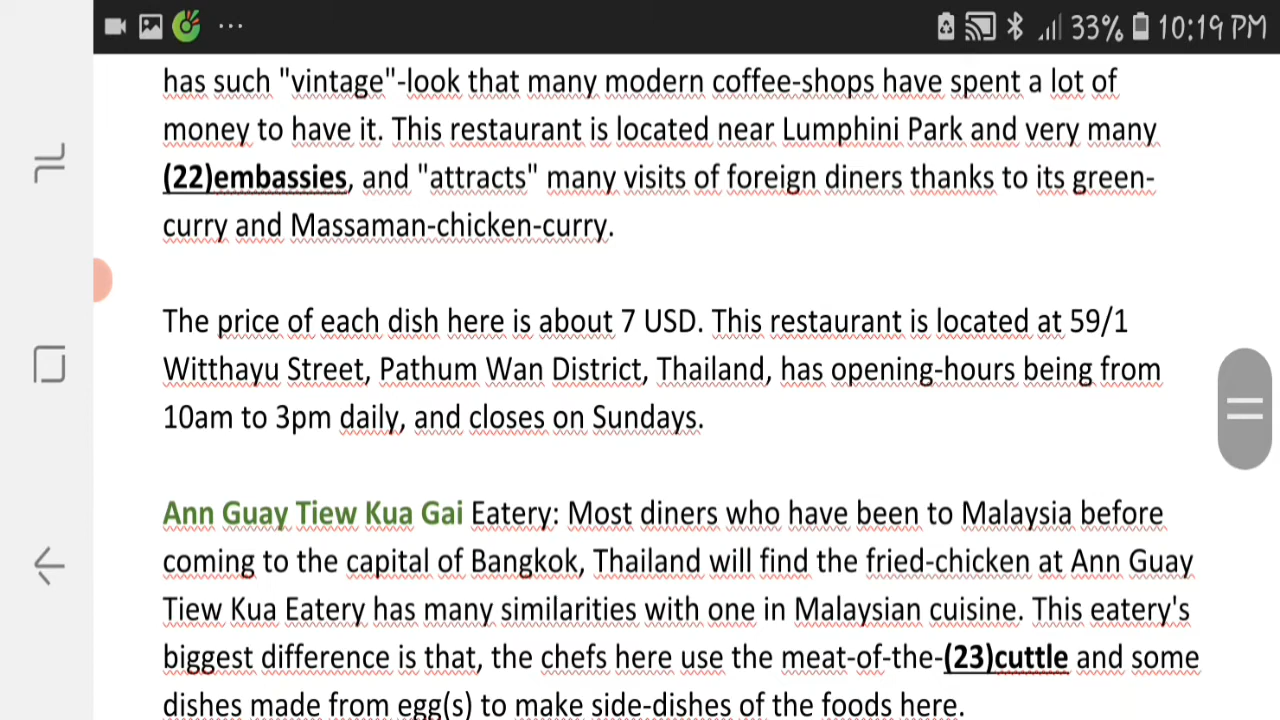 33% 10:19 PM
has such "vintage"-look that many modern coffee-shops have spent a lot of
money to have it. This restaurant is located near Lumphini Park and very many
(22)embassies, and "attracts" many visits of foreign diners thanks to its green-
curry and Massaman-chicken-curry.
The price of each dish here is about 7 USD. This restaurant is located at 59/1
Witthayu Street, Pathum Wan District, Thailand, has opening-hours being from
10am to 3pm daily, and closes on Sundays.
Ann Guay Tiew Kua Gai Eatery: Most diners who have been to Malaysia before
coming to the capital of Bangkok, Thailand will find the fried-chicken at Ann Guay
Tiew Kua Eatery has many similarities with one in Malaysian cuisine. This eatery's
biggest difference is that, the chefs here use the meat-of-the-(23)cuttle and some
dishes made from egg(s) to make side-dishes of the foods here.